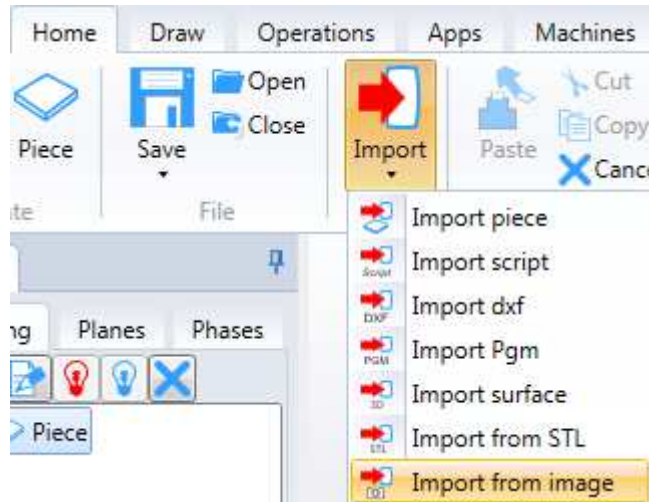 Home Draw Operations Apps Machines
Open
Close
Cut
Copy
Piece Save Import Paste
Cance
te File
Import piece
Script Import script
DXF Import dxf
PGM Import Pgm
3D Import surface
STL Import from STL
Import from image
ng Planes Phases
Piece